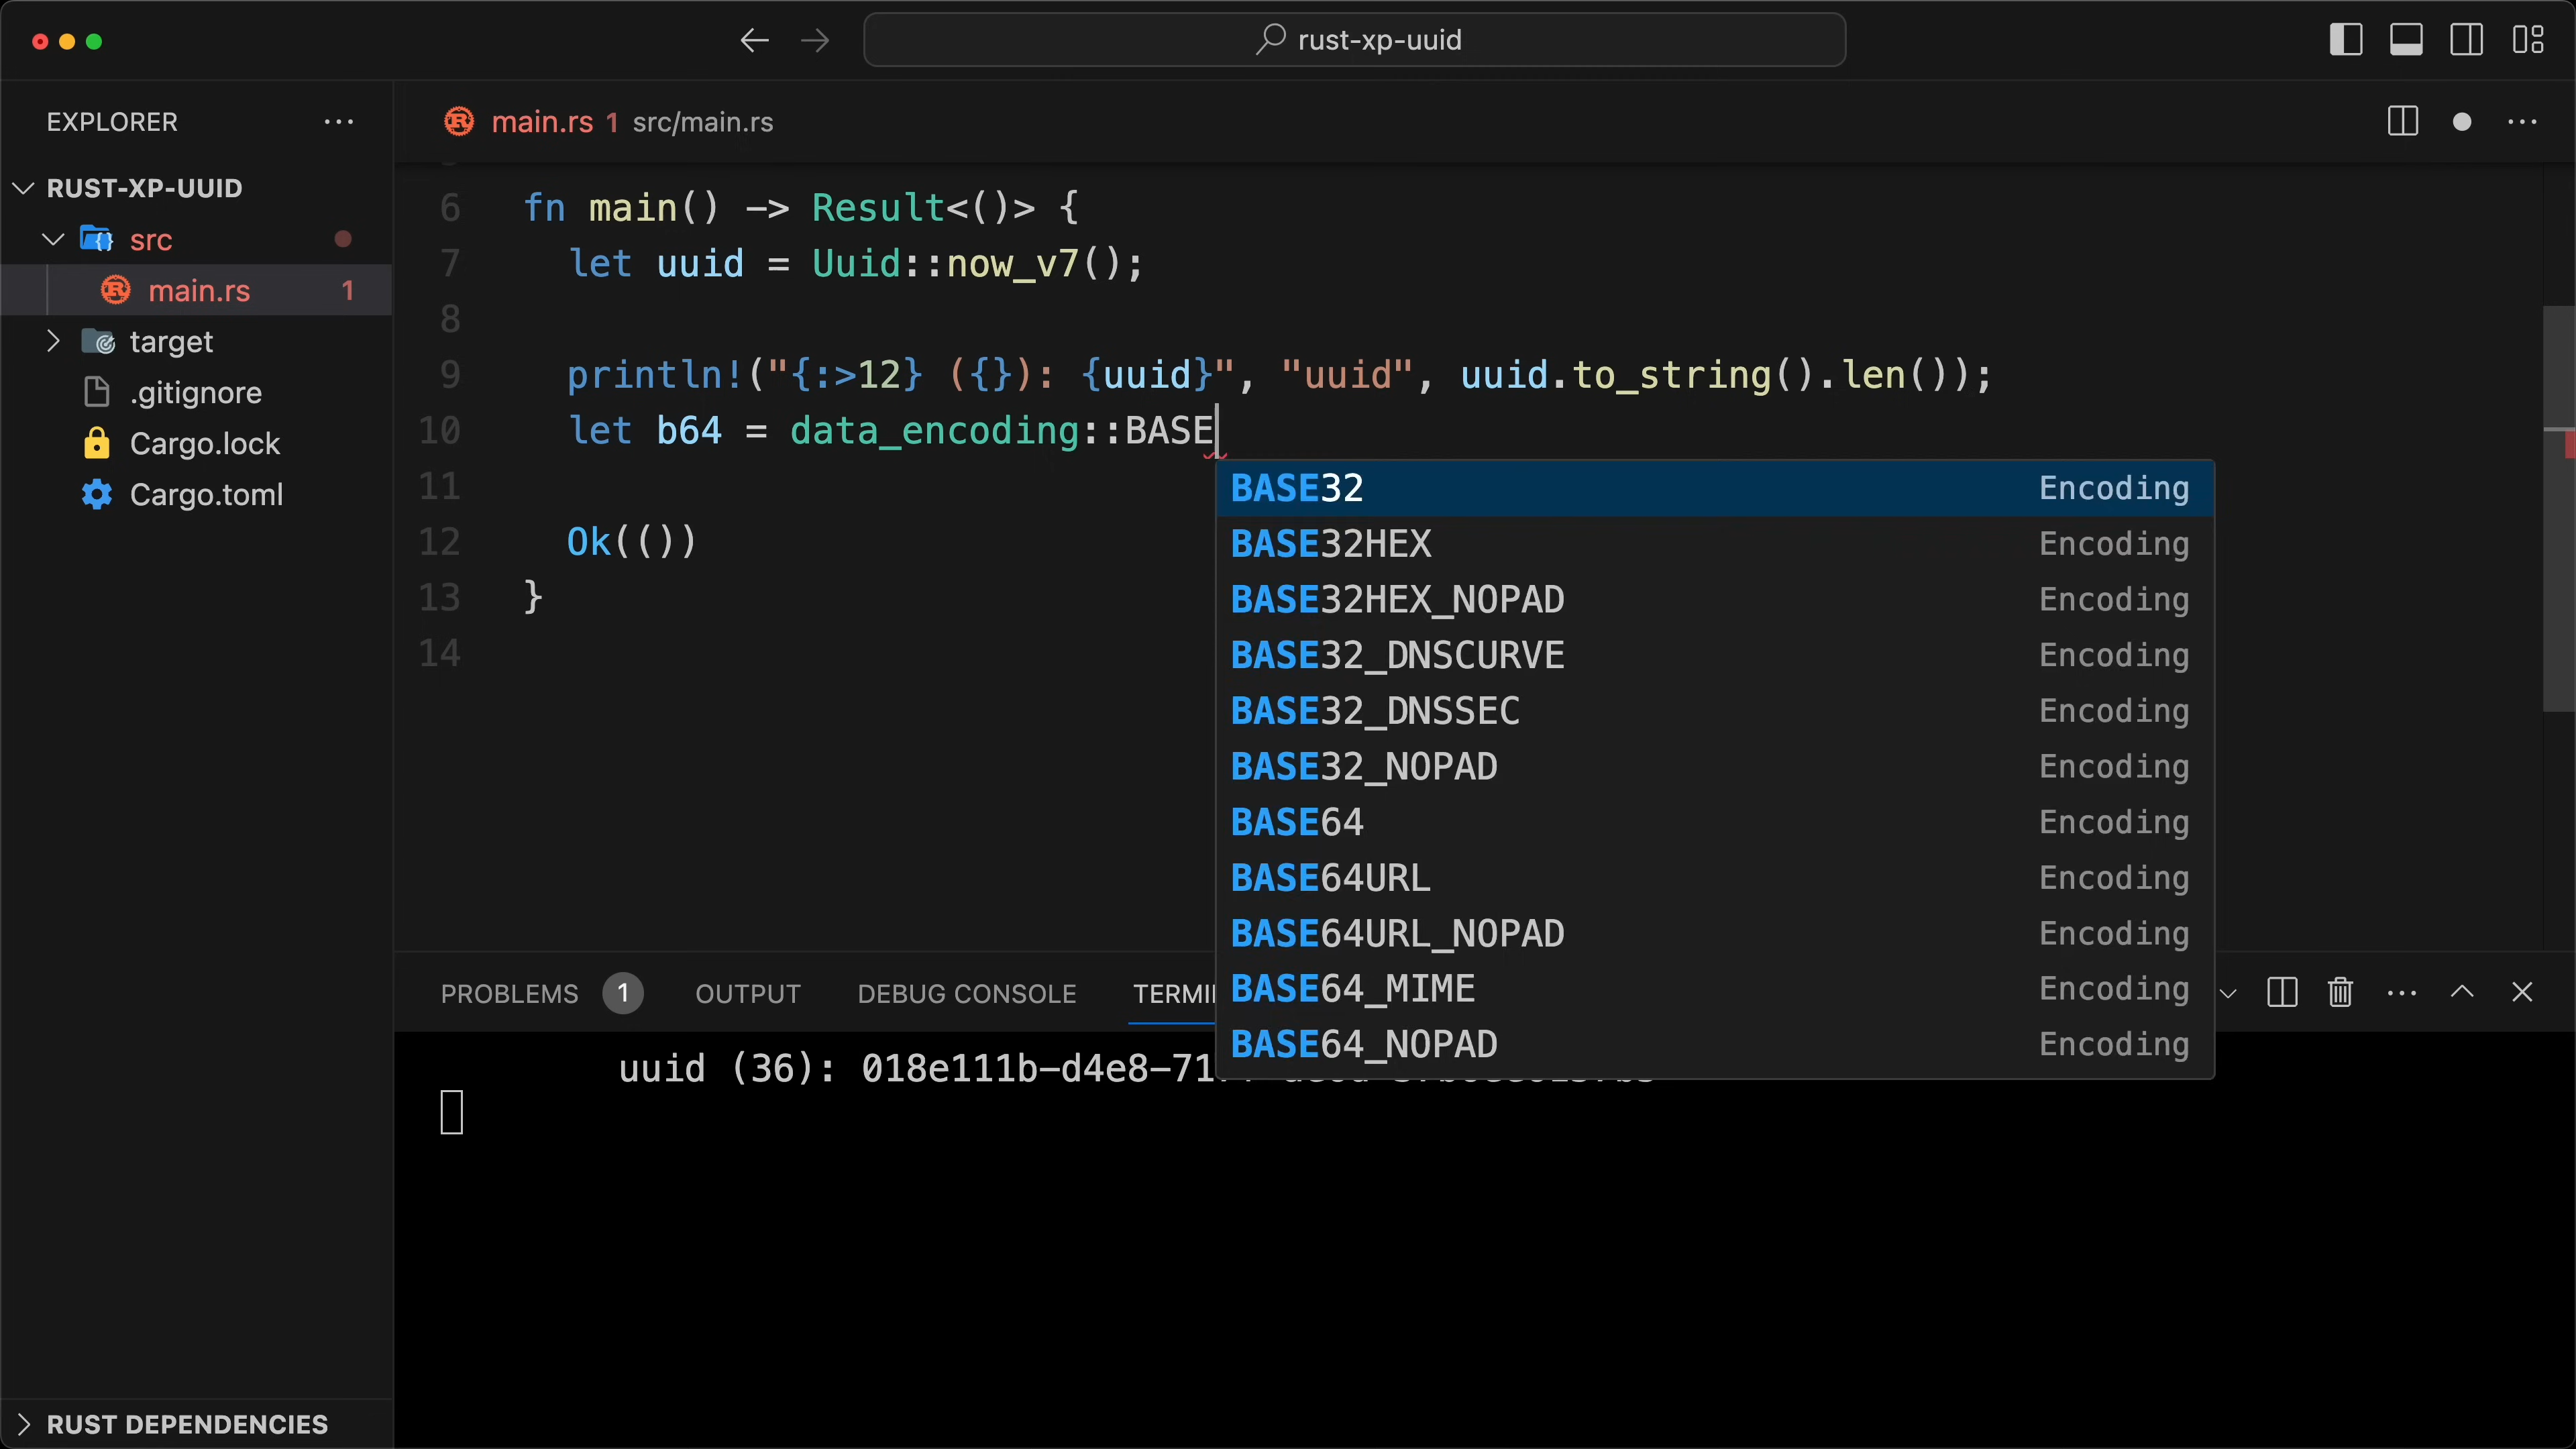 rust-xp-uuid
EXPLORER
RUST-XP-UUID
src
main.rs 1
target
.gitignore
Cargo.lock
Cargo.toml
RUST DEPENDENCIES
main.rs 1 src/main.rs
6 fn main() -> Result<()> {
7 let uuid = Uuid::now_v7();
8
9 println!("{:>12} ({}): {uuid}", "uuid", uuid.to_string().len());
10 let b64 = data_encoding::BASE
11
12 Ok(())
13 }
14
BASE32 Encoding
BASE32HEX Encoding
BASE32HEX_NOPAD Encoding
BASE32_DNSCURVE Encoding
BASE32_DNSSEC Encoding
BASE32_NOPAD Encoding
BASE64 Encoding
BASE64URL Encoding
BASE64URL_NOPAD Encoding
BASE64_MIME Encoding
BASE64_NOPAD Encoding
PROBLEMS 1 OUTPUT DEBUG CONSOLE TERMI
uuid (36): 018e111b-d4e8-71